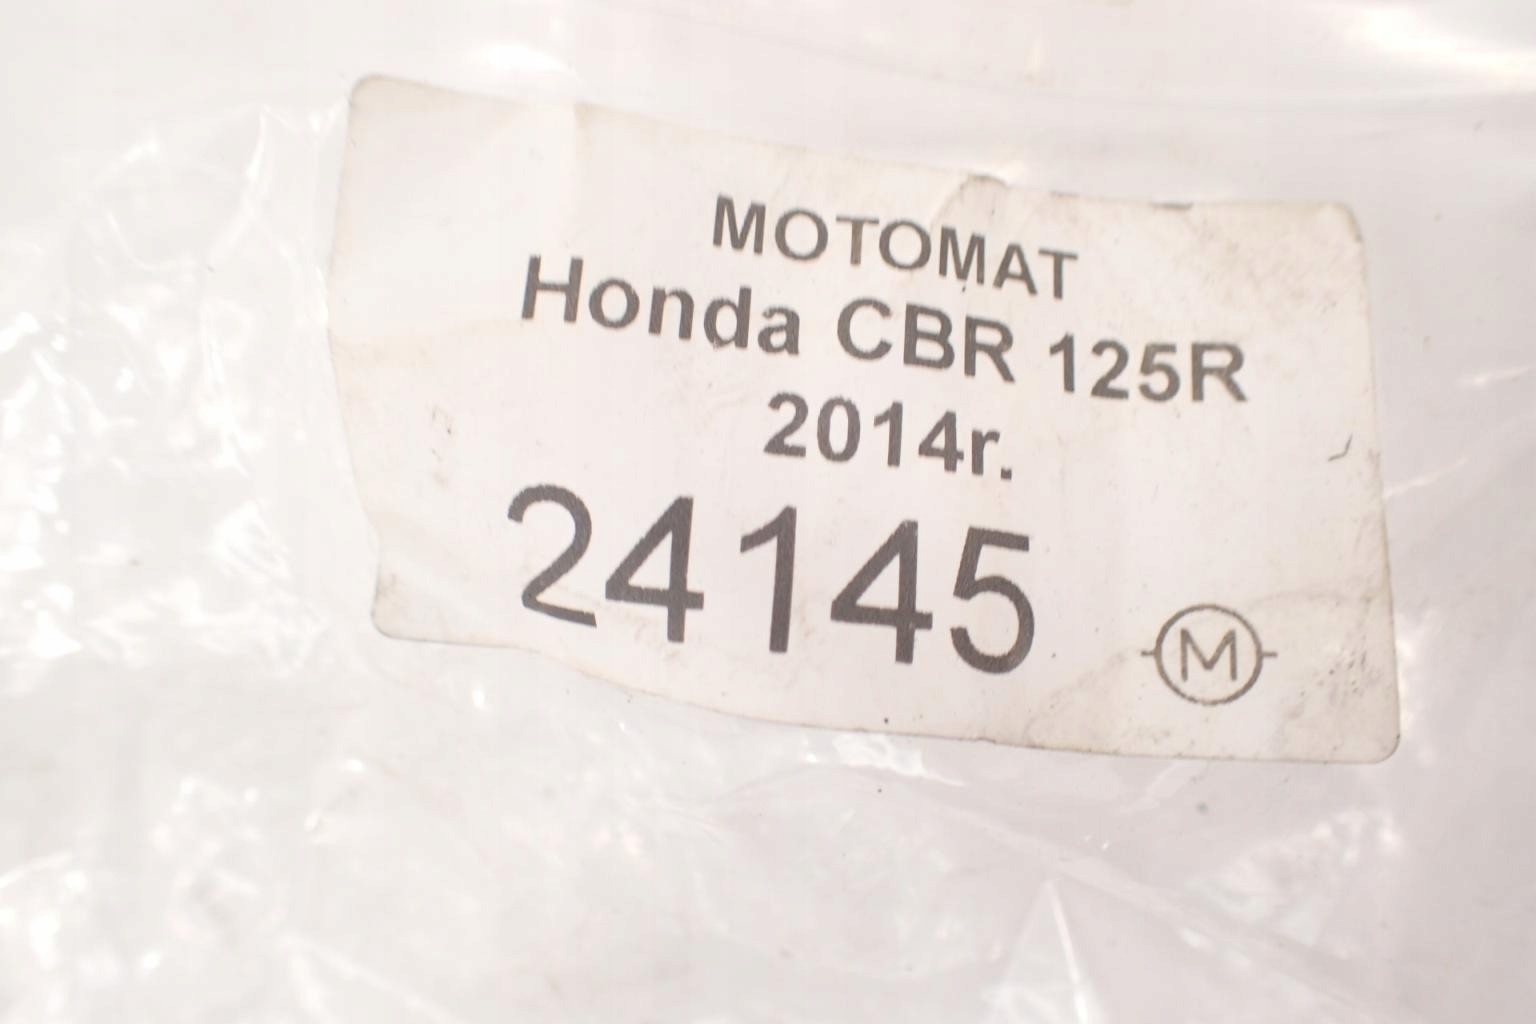 MOTOMAT
Honda CBR 125R
2014r.
24145
M